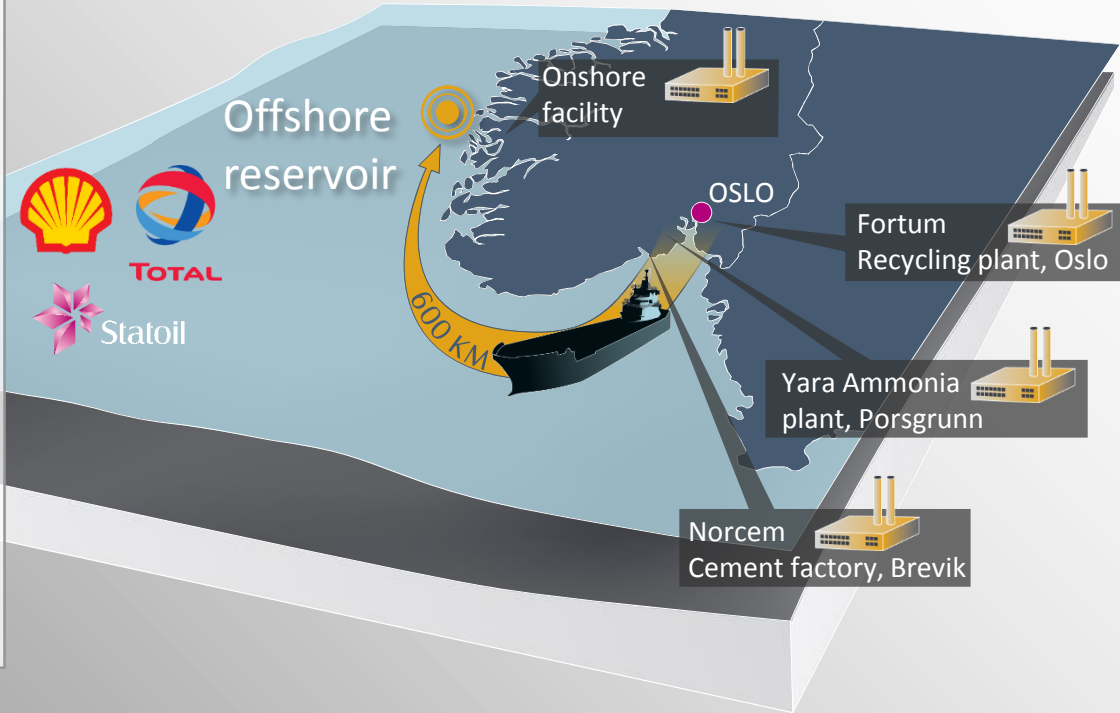 Onshore
facility
Offshore
reservoir
OSLO
Fortum
Recycling plant, Oslo
TOTAL
Statoil
600 KM
Yara Ammonia
plant, Porsgrunn
Norcem
Cement factory, Brevik